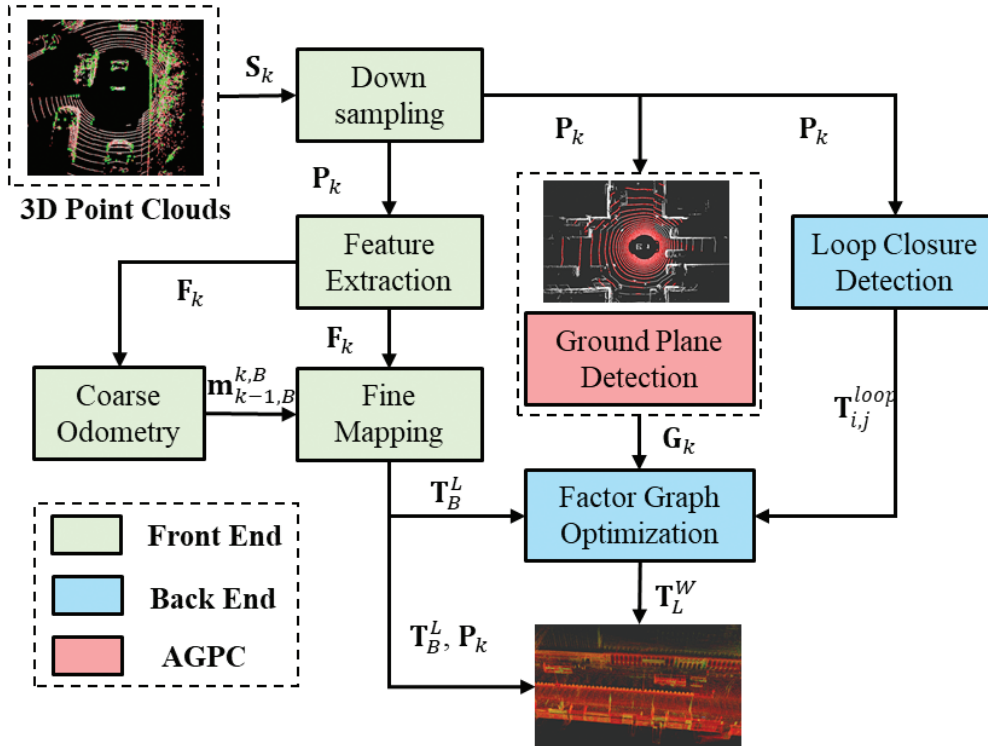 S_k
Down
sampling
P_k
P_k
P_k
3D Point Clouds
Feature
Extraction
Loop Closure
Detection
F_k
F_k
Ground Plane
Detection
Coarse
Odometry
m_{k-1,B}^{k,B}
Fine
Mapping
T_{i,j}^{loop}
G_k
T_B^L
Factor Graph
Optimization
Front End
Back End
AGPC
T_L^W
T_B^L, P_k